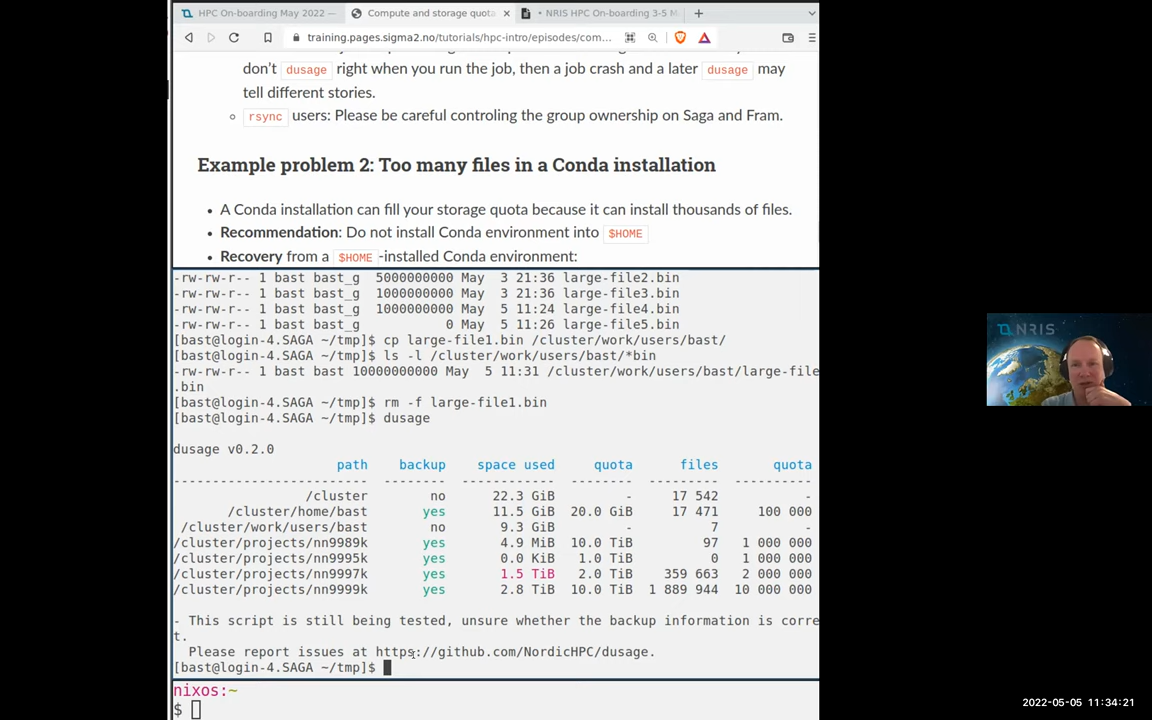 HPC On-boarding May 2022 —
Compute and storage quota
NRIS HPC On-boarding 3-5 M
training.pages.sigma2.no/tutorials/hpc-intro/episodes/com...
don't dusage right when you run the job, then a job crash and a later dusage may
tell different stories.
rsync users: Please be careful controling the group ownership on Saga and Fram.
Example problem 2: Too many files in a Conda installation
A Conda installation can fill your storage quota because it can install thousands of files.
Recommendation: Do not install Conda environment into $HOME
Recovery from a $HOME-installed Conda environment:
-rw-rw-r-- 1 bast bast_g  5000000000 May  3 21:36 large-file2.bin
-rw-rw-r-- 1 bast bast_g  1000000000 May  3 21:36 large-file3.bin
-rw-rw-r-- 1 bast bast_g  1000000000 May  5 11:24 large-file4.bin
-rw-rw-r-- 1 bast bast_g           0 May  5 11:26 large-file5.bin
[bast@login-4.SAGA ~/tmp]$ cp large-file1.bin /cluster/work/users/bast/
[bast@login-4.SAGA ~/tmp]$ ls -l /cluster/work/users/bast/*bin
-rw-rw-r-- 1 bast bast 10000000000 May  5 11:31 /cluster/work/users/bast/large-file
.bin
[bast@login-4.SAGA ~/tmp]$ rm -f large-file1.bin
[bast@login-4.SAGA ~/tmp]$ dusage
dusage v0.2.0
path backup space used quota files quota
------------------------ -------- ------------ -------- --------- ----------
/cluster no 22.3 GiB - 17 542 -
/cluster/home/bast yes 11.5 GiB 20.0 GiB 17 471 100 000
/cluster/work/users/bast no 9.3 GiB - 7 -
/cluster/projects/nn9989k yes 4.9 MiB 10.0 TiB 97 1 000 000
/cluster/projects/nn9995k yes 0.0 KiB 1.0 TiB 0 1 000 000
/cluster/projects/nn9997k yes 1.5 TiB 2.0 TiB 359 663 2 000 000
/cluster/projects/nn9999k yes 2.8 TiB 10.0 TiB 1 889 944 10 000 000
- This script is still being tested, unsure whether the backup information is corre
t.
Please report issues at https://github.com/NordicHPC/dusage.
[bast@login-4.SAGA ~/tmp]$
nixos:~
$
NRIS
2022-05-05 11:34:21